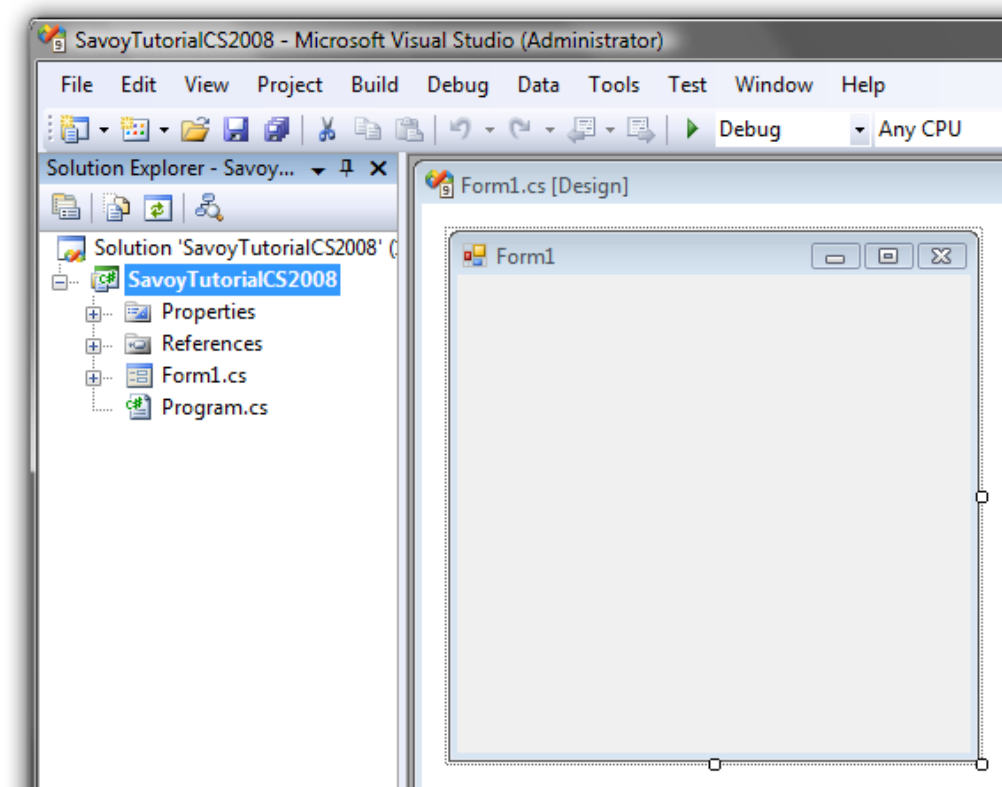 SavoyTutorialCS2008 - Microsoft Visual Studio (Administrator)
File Edit View Project Build Debug Data Tools Test Window Help
Debug Any CPU
Solution Explorer - Savoy...
Form1.cs [Design]
Solution 'SavoyTutorialCS2008' (
SavoyTutorialCS2008
Properties
References
Form1.cs
Program.cs
Form1